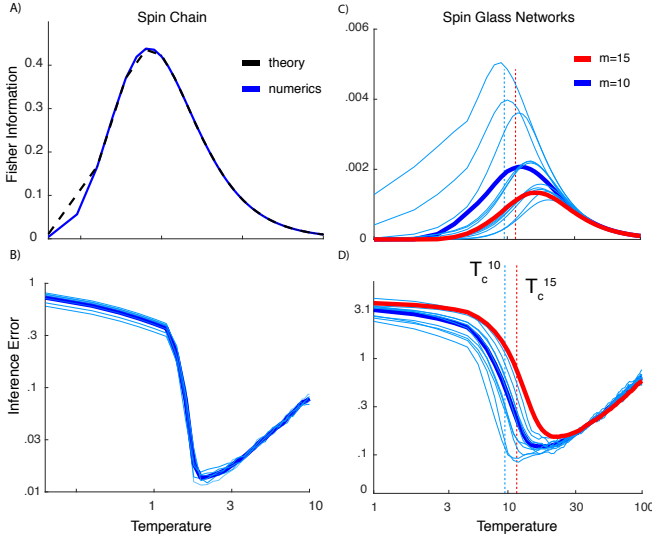 A)
Spin Chain
Fisher Information
0.4
0.3
0.2
0.1
0
theory
numerics
C)
Spin Glass Networks
.006
.004
.002
0
m=15
m=10
B)
Inference Error
1
.3
.1
.03
.01
1
3
10
Temperature
D)
T_c^10
T_c^15
3.1
1
.3
.1
0
1
3
10
30
100
Temperature